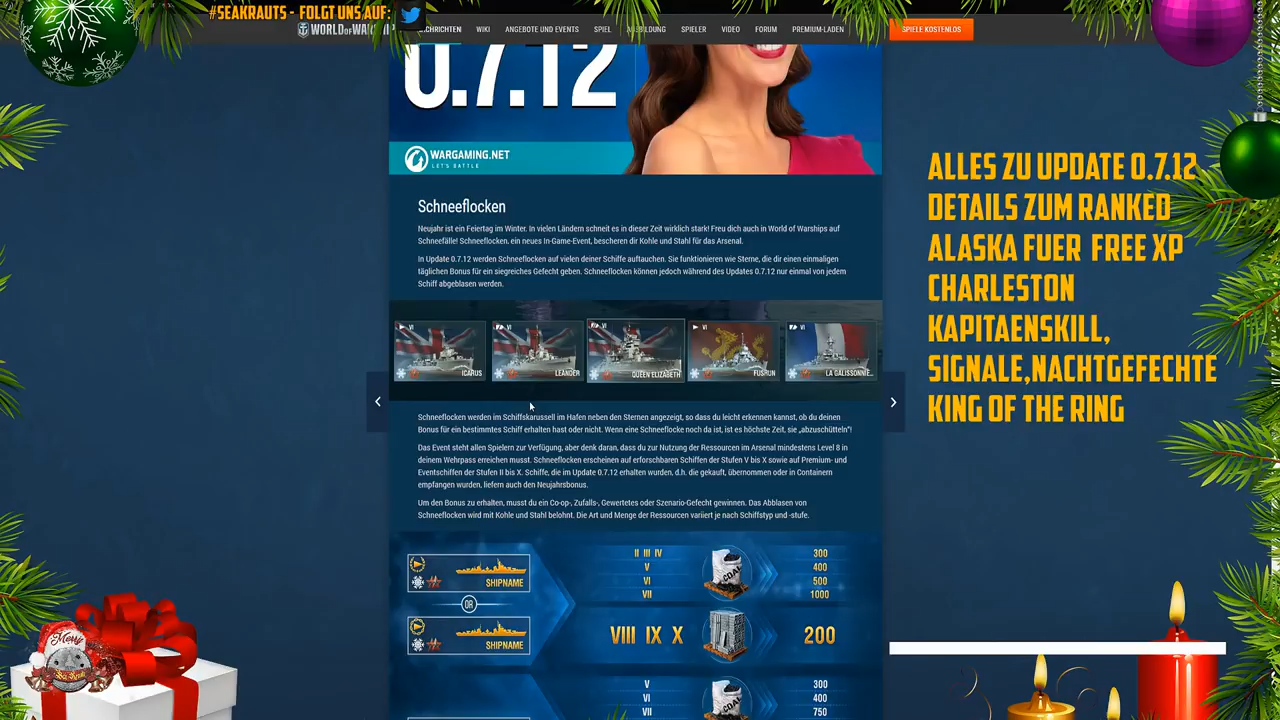 #SEAKRAUTS - FOLGT UNS AUF:
WORLD OF WARSHI
CHRICHTEN WIKI ANGEBOTE UND EVENTS SPIEL AUSBILDUNG SPIELER VIDEO FORUM PREMIUM-LADEN SPIELE KOSTENLOS
0.7.12
WARGAMING.NET
LET'S BATTLE
Schneeflocken
Neujahr ist ein Feiertag im Winter. In vielen Ländern schneit es in dieser Zeit wirklich stark! Freu dich auch in World of Warships auf
Schneefälle! Schneeflocken, ein neues In-Game-Event, bescheren dir Kohle und Stahl für das Arsenal.
In Update 0.7.12 werden Schneeflocken auf vielen deiner Schiffe auftauchen. Sie funktionieren wie Sterne, die dir einen einmaligen
täglichen Bonus für ein siegreiches Gefecht geben. Schneeflocken können jedoch während des Updates 0.7.12 nur einmal von jedem
Schiff abgeblasen werden.
VI ICARUS
VI LEANDER
VI QUEEN ELIZABETH
VI FUSHUN
VI LA GALISSONNIÈ...
Schneeflocken werden im Schiffskarussell im Hafen neben den Sternen angezeigt, so dass du leicht erkennen kannst, ob du deinen
Bonus für ein bestimmtes Schiff erhalten hast oder nicht. Wenn eine Schneeflocke noch da ist, ist es höchste Zeit, sie „abzuschütteln"!
Das Event steht allen Spielern zur Verfügung, aber denk daran, dass du zur Nutzung der Ressourcen im Arsenal mindestens Level 8 in
deinem Wehrpass erreichen musst. Schneeflocken erscheinen auf erforschbaren Schiffen der Stufen V bis X sowie auf Premium- und
Eventschiffen der Stufen II bis X. Schiffe, die im Update 0.7.12 erhalten wurden, d.h. die gekauft, übernommen oder in Containern
empfangen wurden, liefern auch den Neujahrsbonus.
Um den Bonus zu erhalten, musst du ein Co-op-, Zufalls-, Gewertetes oder Szenario-Gefecht gewinnen. Das Abblasen von
Schneeflocken wird mit Kohle und Stahl belohnt. Die Art und Menge der Ressourcen variiert je nach Schiffstyp und -stufe.
SHIPNAME
OR
SHIPNAME
II III IV 300
V 400
VI 500
VII 1000
COAL
VIII IX X 200
V 300
VI 400
VII 750
ALLES ZU UPDATE 0.7.12
DETAILS ZUM RANKED
ALASKA FUER FREE XP
CHARLESTON
KAPITAENSKILL,
SIGNALE,NACHTGEFECHTE
KING OF THE RING
Merry